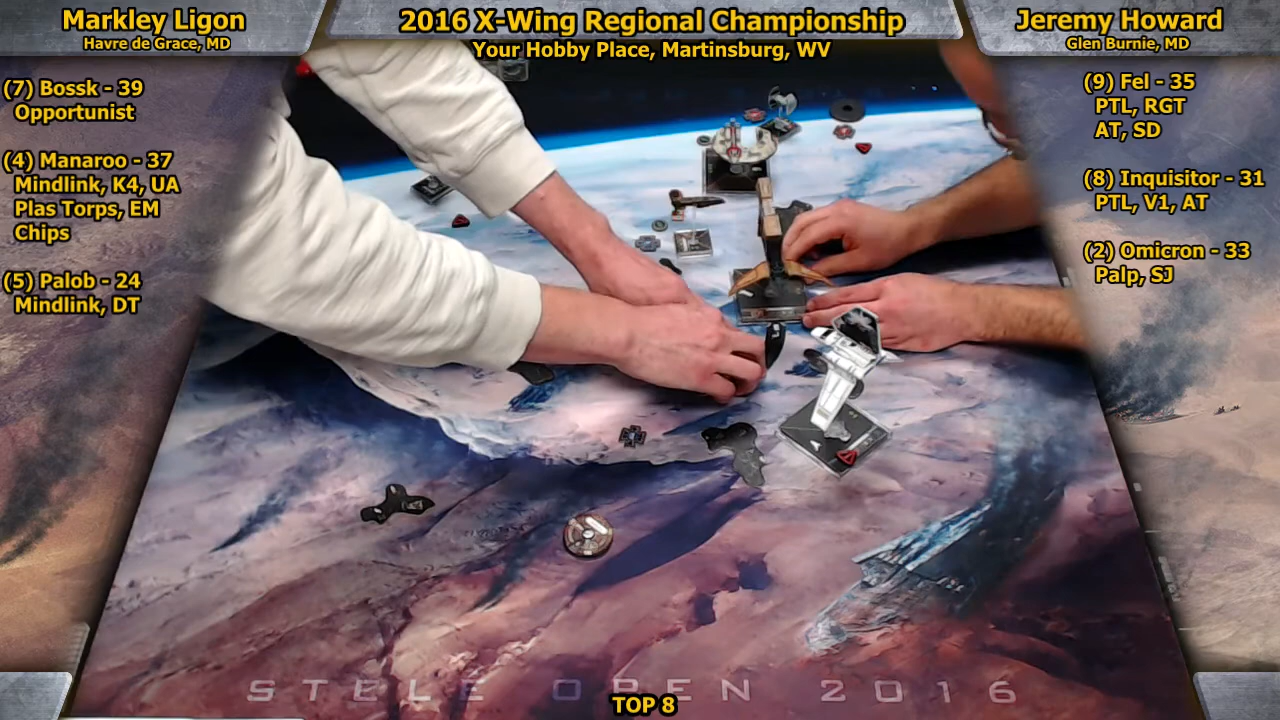 Markley Ligon
Havre de Grace, MD
2016 X-Wing Regional Championship
Your Hobby Place, Martinsburg, WV
Jeremy Howard
Glen Burnie, MD
(7) Bossk - 39
Opportunist
(4) Manaroo - 37
Mindlink, K4, UA
Plas Torps, EM
Chips
(5) Palob - 24
Mindlink, DT
(9) Fel - 35
PTL, RGT
AT, SD
(8) Inquisitor - 31
PTL, V1, AT
(2) Omicron - 33
Palp, SJ
STELE OPEN 2016
TOP 8